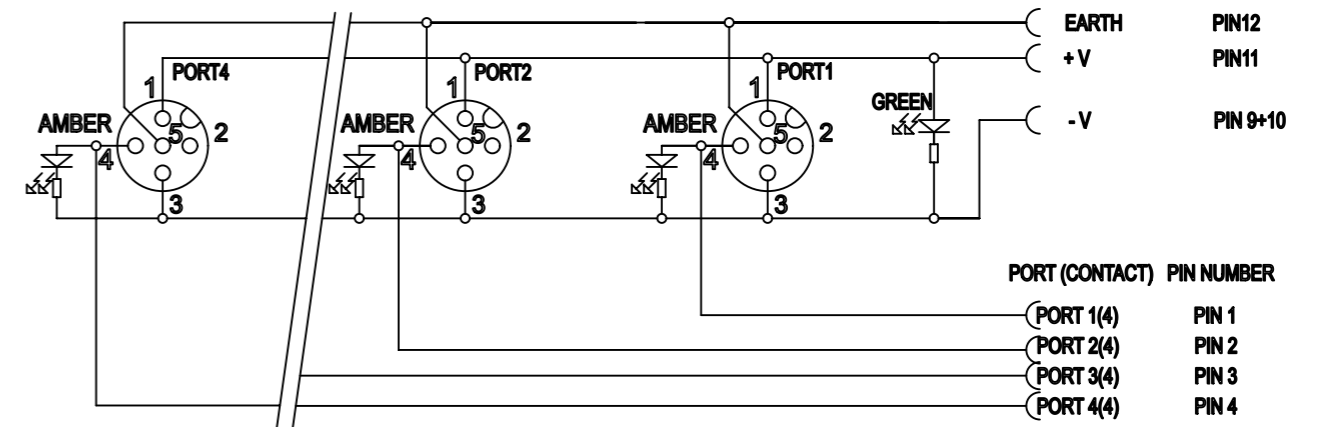 EARTH PIN12
+ V PIN11
PORT4 PORT2 PORT1
1 1 1
GREEN
- V PIN 9+10
AMBER AMBER AMBER
5 2 5 2 5 2
4 4 4
3 3 3
PORT (CONTACT) PIN NUMBER
PORT 1(4) PIN 1
PORT 2(4) PIN 2
PORT 3(4) PIN 3
PORT 4(4) PIN 4